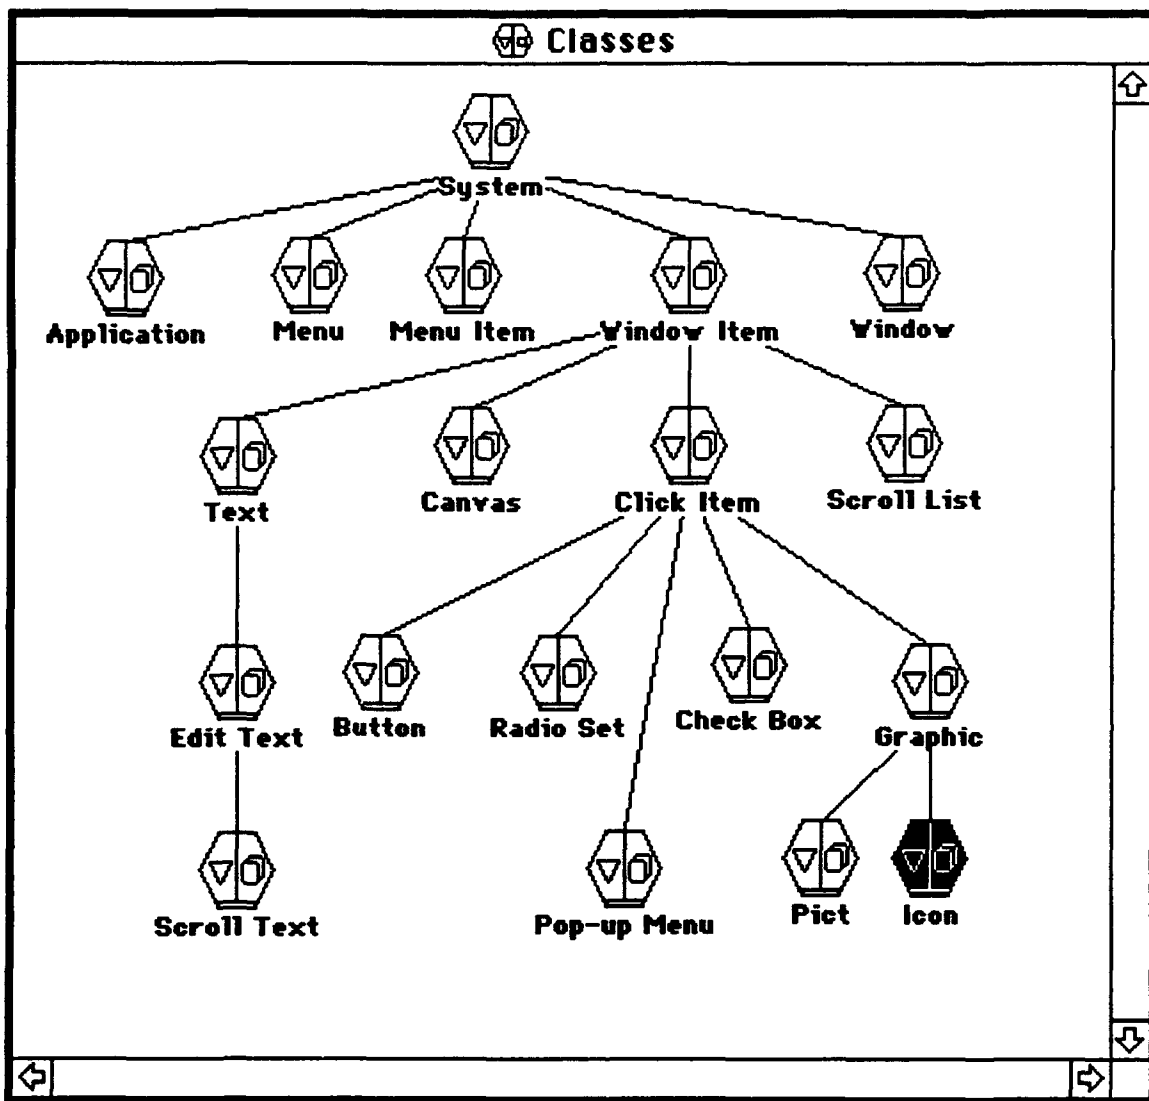 Classes
System
Application
Menu
Menu Item
Window Item
Window
Text
Canvas
Click Item
Scroll List
Edit Text
Button
Radio Set
Check Box
Graphic
Scroll Text
Pop-up Menu
Pict
Icon